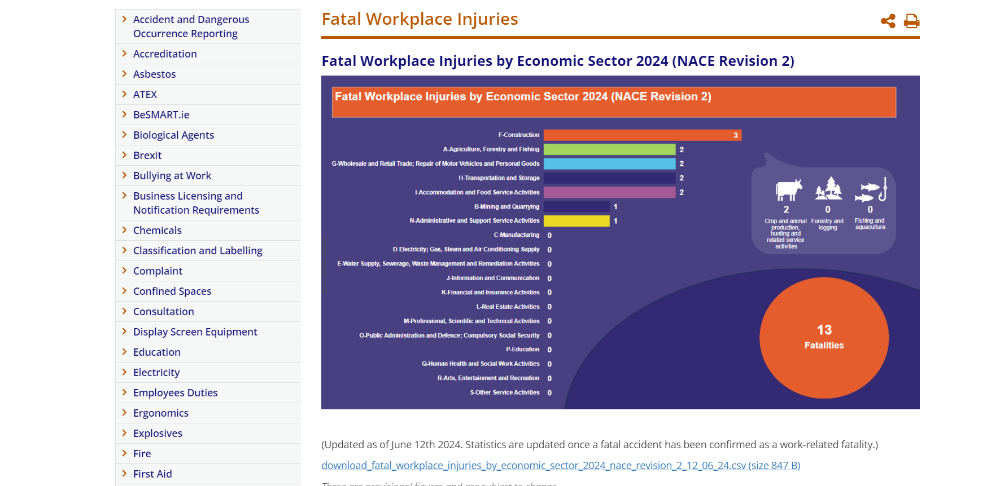 Accident and Dangerous
Occurrence Reporting
Accreditation
Asbestos
ATEX
BeSMART.ie
Biological Agents
Brexit
Bullying at Work
Business Licensing and
Notification Requirements
Chemicals
Classification and Labelling
Complaint
Confined Spaces
Consultation
Display Screen Equipment
Education
Electricity
Employees Duties
Ergonomics
Explosives
Fire
First Aid
Fatal Workplace Injuries
Fatal Workplace Injuries by Economic Sector 2024 (NACE Revision 2)
Fatal Workplace Injuries by Economic Sector 2024 (NACE Revision 2)
F-Construction 3
A-Agriculture, Forestry and Fishing 2
G-Wholesale and Retail Trade; Repair of Motor Vehicles and Personal Goods 2
H-Transportation and Storage 2
I-Accommodation and Food Service Activities 2
B-Mining and Quarrying 1
N-Administrative and Support Service Activities 1
C-Manufacturing 0
D-Electricity; Gas, Steam and Air Conditioning Supply 0
E-Water Supply, Sewerage, Waste Management and Remediation Activities 0
J-Information and Communication 0
K-Financial and Insurance Activities 0
L-Real Estate Activities 0
M-Professional, Scientific and Technical Activities 0
O-Public Administration and Defence; Compulsory Social Security 0
P-Education 0
Q-Human Health and Social Work Activities 0
R-Arts, Entertainment and Recreation 0
S-Other Service Activities 0
2
Crop and animal
production,
hunting and
related service
activities
0
Forestry and
logging
0
Fishing and
aquaculture
13
Fatalities
(Updated as of June 12th 2024. Statistics are updated once a fatal accident has been confirmed as a work-related fatality.)
download_fatal_workplace_injuries_by_economic_sector_2024_nace_revision_2_12_06_24.csv (size 847 B)
These are provisional figures and are subject to change